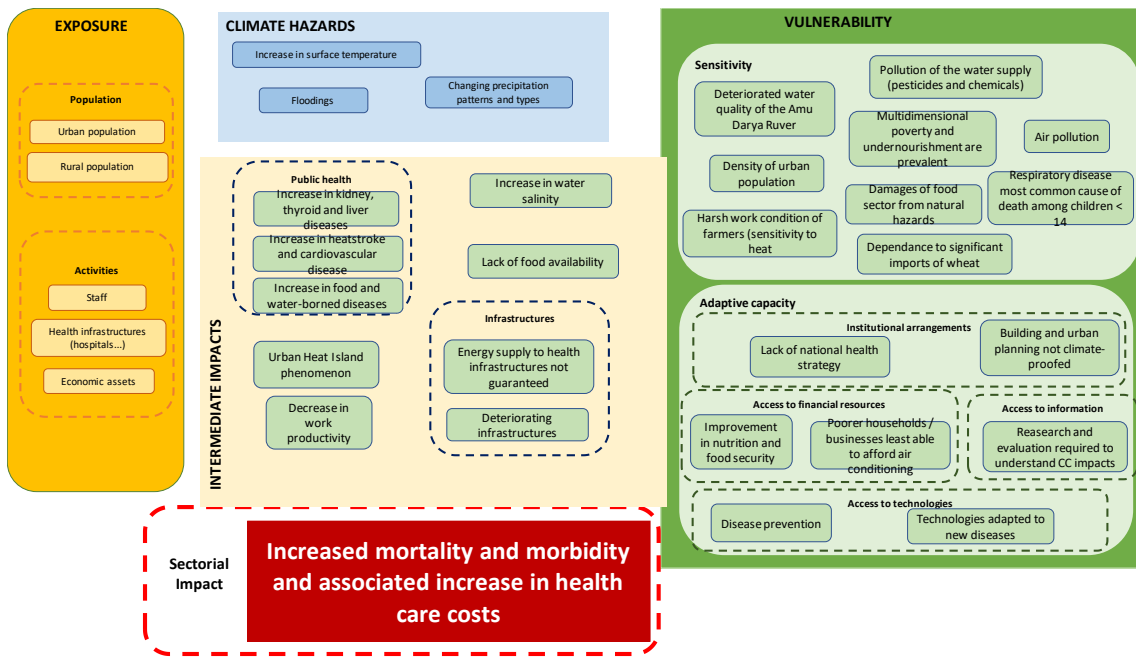 EXPOSURE
Population
Urban population
Rural population
Activities
Staff
Health infrastructures
(hospitals...)
Economic assets
CLIMATE HAZARDS
Increase in surface temperature
Floodings
Changing precipitation
patterns and types
INTERMEDIATE IMPACTS
Public health
Increase in kidney,
thyroid and liver
diseases
Increase in heatstroke
and cardiovascular
disease
Increase in food and
water-borned diseases
Urban Heat Island
phenomenon
Decrease in
work
productivity
Increase in water
salinity
Lack of food availability
Infrastructures
Energy supply to health
infrastructures not
guaranteed
Deteriorating
infrastructures
Sectorial
Impact
Increased mortality and morbidity
and associated increase in health
care costs
VULNERABILITY
Sensitivity
Deteriorated water
quality of the Amu
Darya Ruver
Pollution of the water supply
(pesticides and chemicals)
Multidimensional
poverty and
undernourishment are
prevalent
Air pollution
Density of urban
population
Damages of food
sector from natural
hazards
Respiratory disease
most common cause of
death among children <
14
Harsh work condition of
farmers (sensitivity to
heat
Dependance to significant
imports of wheat
Adaptive capacity
Institutional arrangements
Lack of national health
strategy
Building and urban
planning not climate-
proofed
Access to financial resources
Improvement
in nutrition and
food security
Poorer households /
businesses least able
to afford air
conditioning
Access to information
Reasearch and
evaluation required to
understand CC impacts
Access to technologies
Disease prevention
Technologies adapted to
new diseases